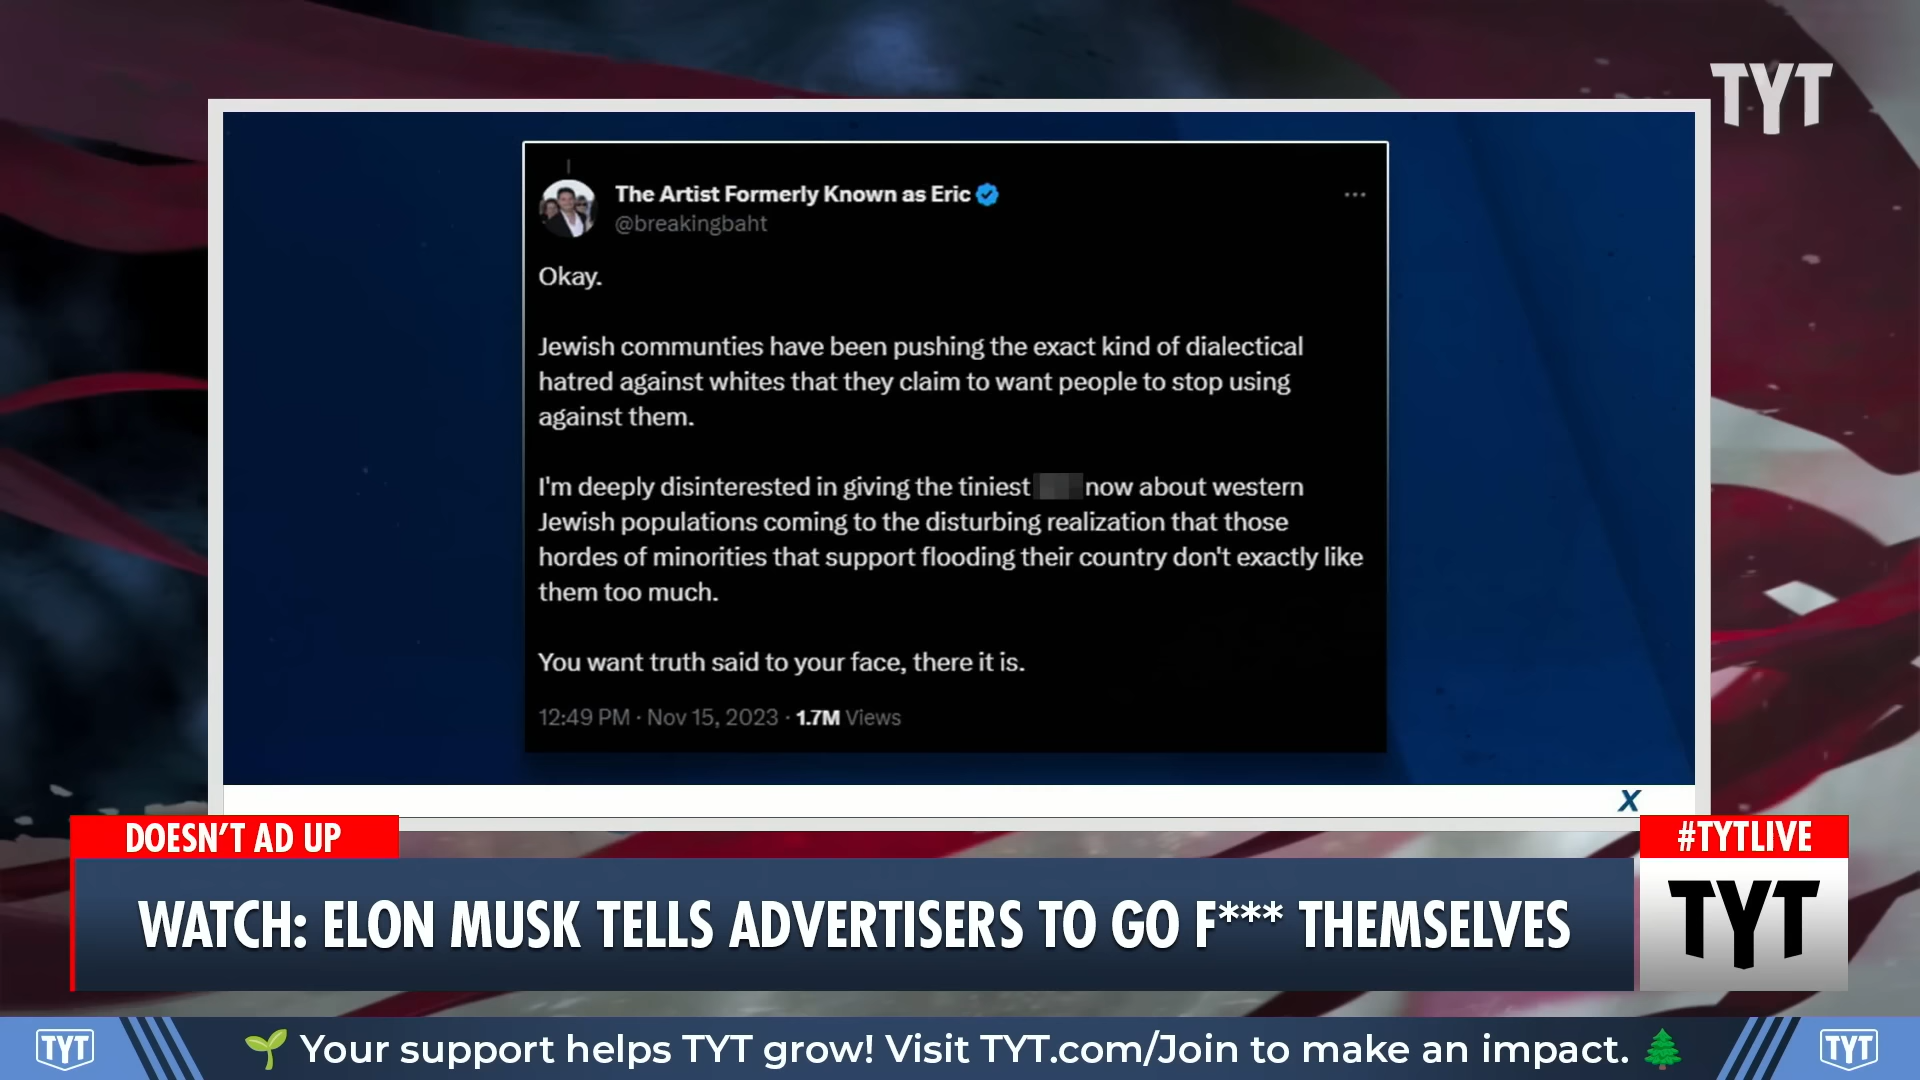 TYT
The Artist Formerly Known as Eric
@breakingbaht
Okay.
Jewish communties have been pushing the exact kind of dialectical
hatred against whites that they claim to want people to stop using
against them.
I'm deeply disinterested in giving the tiniest now about western
Jewish populations coming to the disturbing realization that those
hordes of minorities that support flooding their country don't exactly like
them too much.
You want truth said to your face, there it is.
12:49 PM · Nov 15, 2023 · 1.7M Views
X
DOESN'T AD UP
#TYTLIVE
WATCH: ELON MUSK TELLS ADVERTISERS TO GO F*** THEMSELVES
TYT
TYT
Your support helps TYT grow! Visit TYT.com/Join to make an impact.
TYT